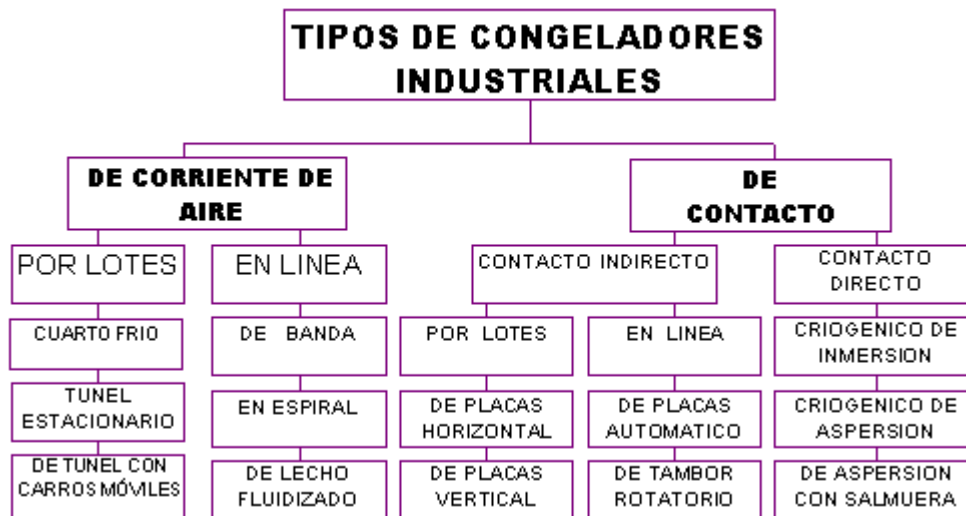 TIPOS DE CONGELADORES
INDUSTRIALES
DE CORRIENTE DE
AIRE
DE
CONTACTO
POR LOTES
EN LINEA
CONTACTO INDIRECTO
CONTACTO
DIRECTO
CUARTO FRIO
DE BANDA
POR LOTES
EN LINEA
CRIOGENICO DE
INMERSION
TUNEL
ESTACIONARIO
EN ESPIRAL
DE PLACAS
HORIZONTAL
DE PLACAS
AUTOMATICO
CRIOGENICO DE
ASPERSION
DE TUNEL CON
CARROS MÓVILES
DE LECHO
FLUIDIZADO
DE PLACAS
VERTICAL
DE TAMBOR
ROTATORIO
DE ASPERSION
CON SALMUERA